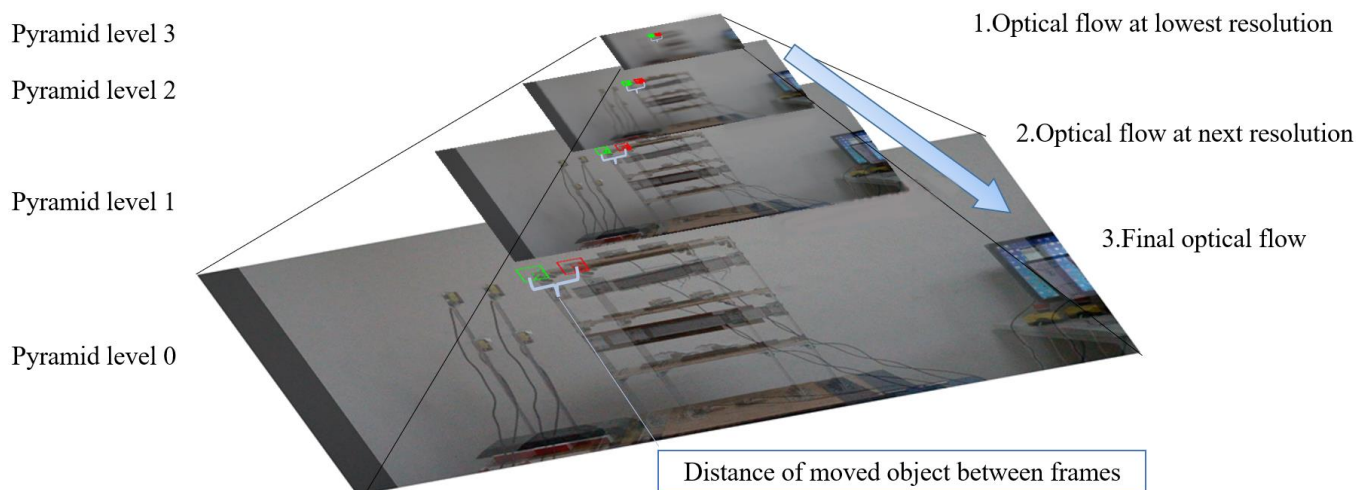 Pyramid level 3
1.Optical flow at lowest resolution
Pyramid level 2
2.Optical flow at next resolution
Pyramid level 1
3.Final optical flow
Pyramid level 0
Distance of moved object between frames